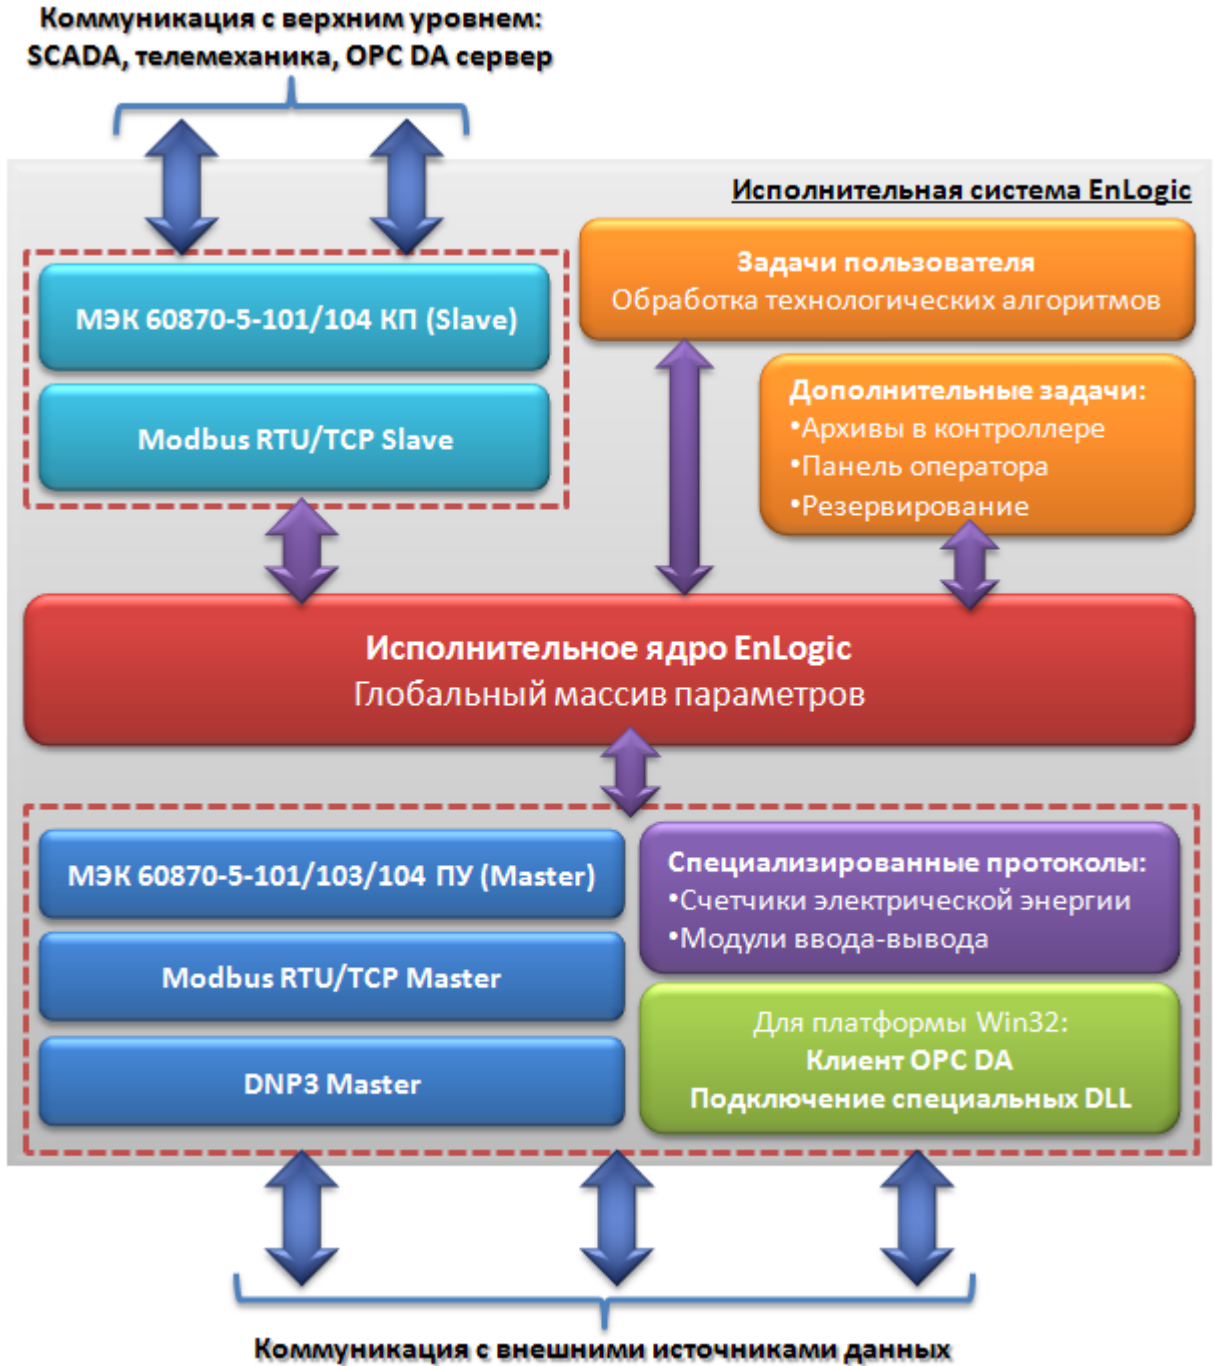 Коммуникация с верхним уровнем:
SCADA, телемеханика, OPC DA сервер
Исполнительная система EnLogic
МЭК 60870-5-101/104 КП (Slave)
Modbus RTU/TCP Slave
Задачи пользователя
Обработка технологических алгоритмов
Дополнительные задачи:
•Архивы в контроллере
•Панель оператора
•Резервирование
Исполнительное ядро EnLogic
Глобальный массив параметров
МЭК 60870-5-101/103/104 ПУ (Master)
Modbus RTU/TCP Master
DNP3 Master
Специализированные протоколы:
•Счетчики электрической энергии
•Модули ввода-вывода
Для платформы Win32:
Клиент OPC DA
Подключение специальных DLL
Коммуникация с внешними источниками данных